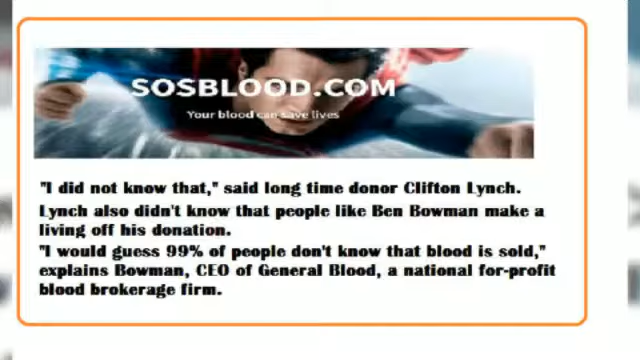 SOSBLOOD.COM
Your blood can save lives
"I did not know that," said long time donor Clifton Lynch.
Lynch also didn't know that people like Ben Bowman make a
living off his donation.
"I would guess 99% of people don't know that blood is sold,"
explains Bowman, CEO of General Blood, a national for-profit
blood brokerage firm.